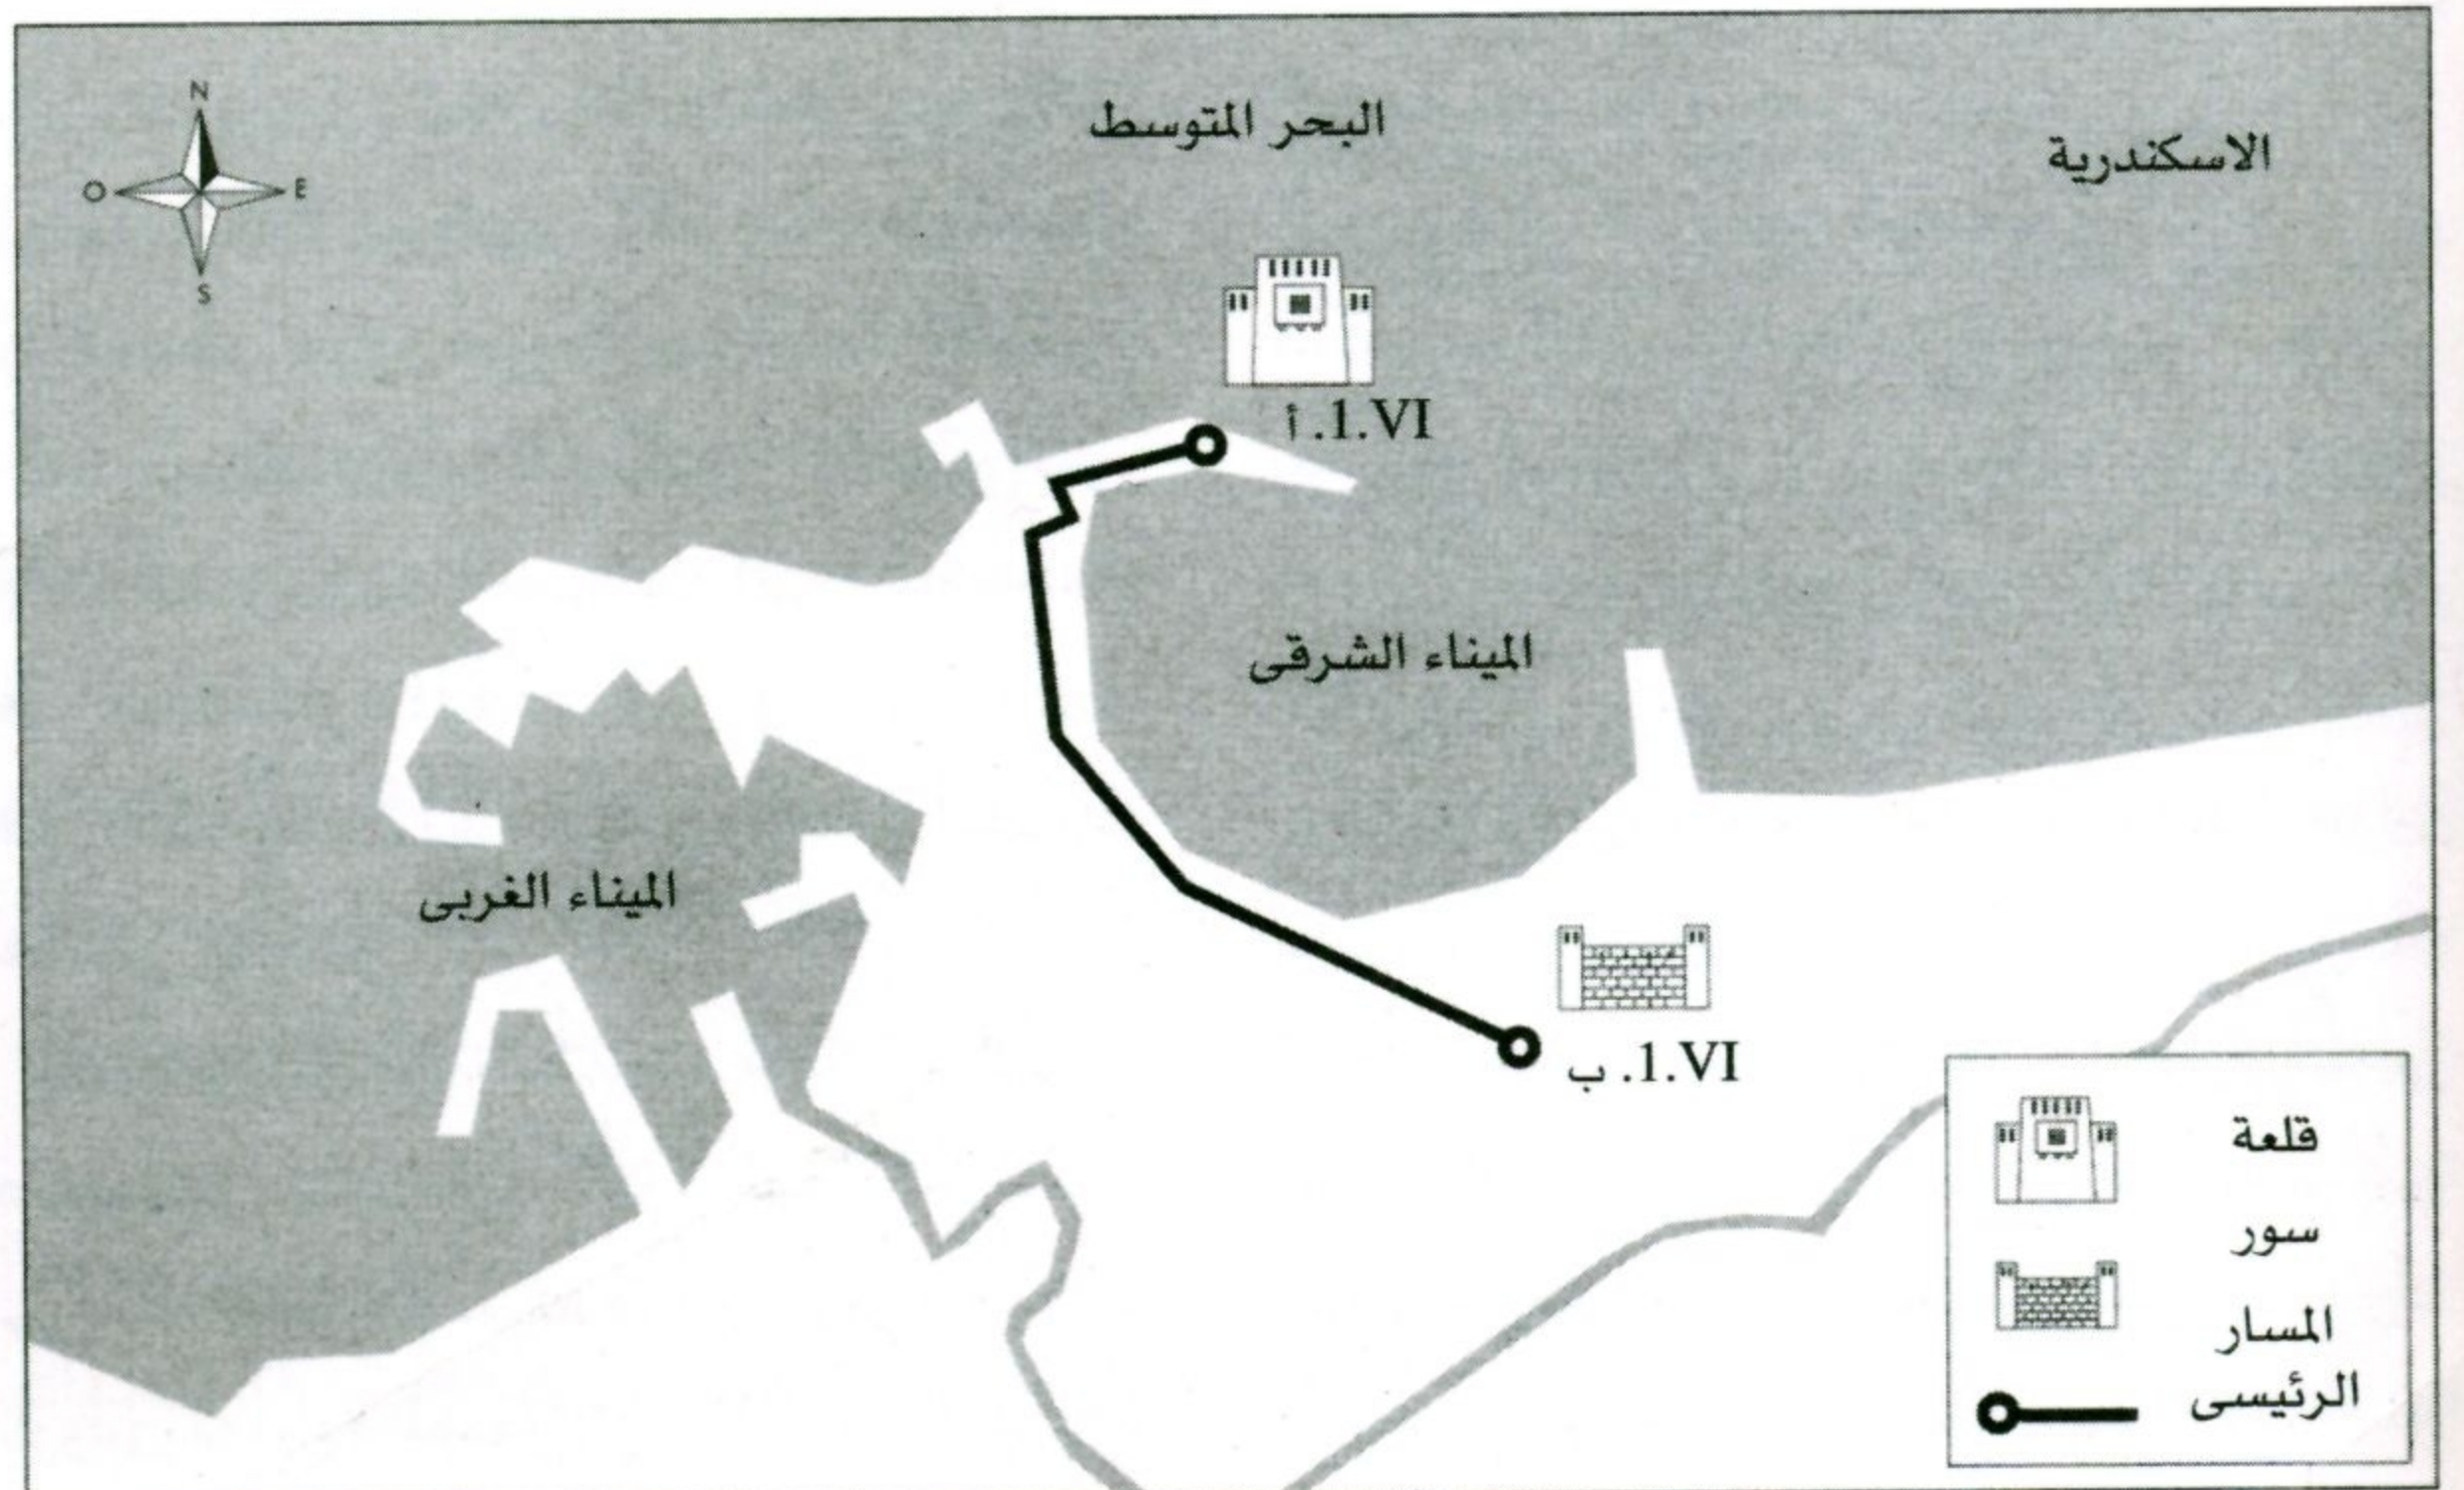 N
البحر المتوسط
الاسكندرية
O
E
S
VI.1.أ
الميناء الشرقى
الميناء الغربى
VI.1. ب
قلعة
سور
المسار
الرئيسى